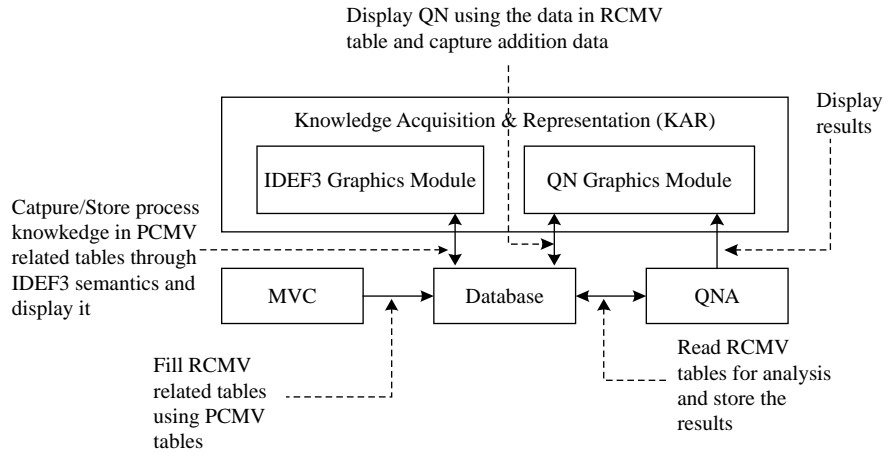 Display QN using the data in RCMV
table and capture addition data
Knowledge Acquisition & Representation (KAR)
Display
results
IDEF3 Graphics Module
QN Graphics Module
Catpure/Store process
knowkedge in PCMV
related tables through
IDEF3 semantics and
display it
MVC
Database
QNA
Fill RCMV
related tables
using PCMV
tables
Read RCMV
tables for analysis
and store the
results